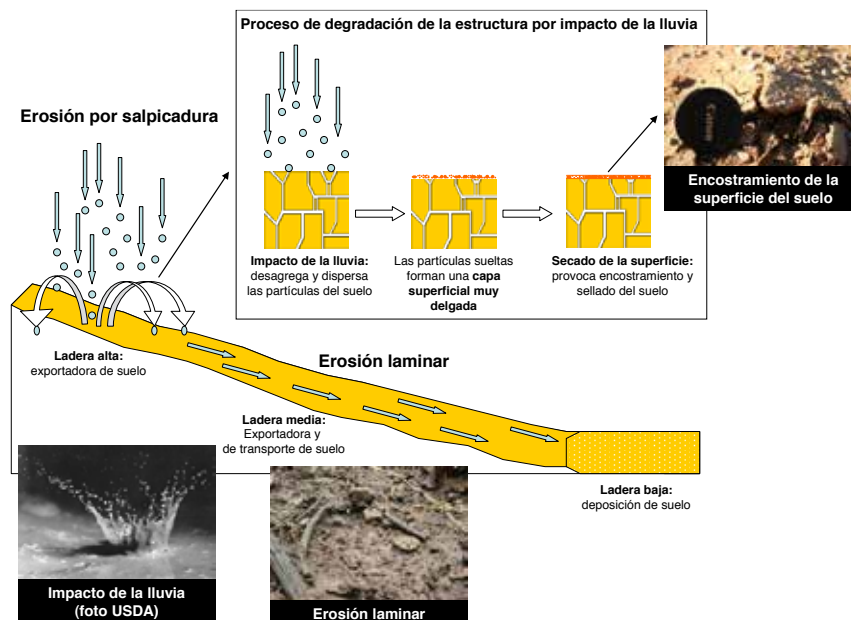 Proceso de degradación de la estructura por impacto de la lluvia
Erosión por salpicadura
Encostramiento de la
superficie del suelo
Impacto de la lluvia:
desagrega y dispersa
las partículas del suelo
Las partículas sueltas
forman una capa
superficial muy
delgada
Secado de la superficie:
provoca encostramiento y
sellado del suelo
Ladera alta:
exportadora de suelo
Erosión laminar
Ladera media:
Exportadora y
de transporte de suelo
Ladera baja:
deposición de suelo
Impacto de la lluvia
(foto USDA)
Erosión laminar